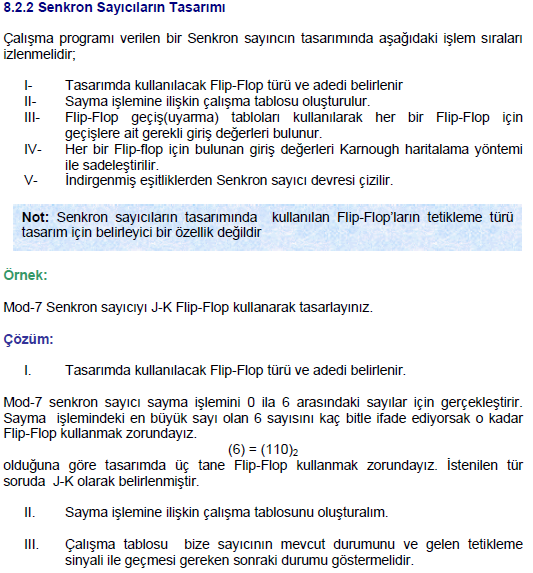 8.2.2 Senkron Sayıcıların Tasarımı
Çalışma programı verilen bir Senkron sayıncın tasarımında aşağıdaki işlem sıraları
izlenmelidir;
I- Tasarımda kullanılacak Flip-Flop türü ve adedi belirlenir
II- Sayma işlemine ilişkin çalışma tablosu oluşturulur.
III- Flip-Flop geçiş(uyarma) tabloları kullanılarak her bir Flip-Flop için
geçişlere ait gerekli giriş değerleri bulunur.
IV- Her bir Flip-flop için bulunan giriş değerleri Karnough haritalama yöntemi
ile sadeleştirilir.
V- İndirgenmiş eşitliklerden Senkron sayıcı devresi çizilir.
Not: Senkron sayıcıların tasarımında kullanılan Flip-Flop'ların tetikleme türü
tasarım için belirleyici bir özellik değildir
Örnek:
Mod-7 Senkron sayıcıyı J-K Flip-Flop kullanarak tasarlayınız.
Çözüm:
I. Tasarımda kullanılacak Flip-Flop türü ve adedi belirlenir.
Mod-7 senkron sayıcı sayma işlemini 0 ila 6 arasındaki sayılar için gerçekleştirir.
Sayma işlemindeki en büyük sayı olan 6 sayısını kaç bitle ifade ediyorsak o kadar
Flip-Flop kullanmak zorundayız.
(6) = (110)₂
olduğuna göre tasarımda üç tane Flip-Flop kullanmak zorundayız. İstenilen tür
soruda J-K olarak belirlenmiştir.
II. Sayma işlemine ilişkin çalışma tablosunu oluşturalım.
III. Çalışma tablosu bize sayıcının mevcut durumunu ve gelen tetikleme
sinyali ile geçmesi gereken sonraki durumu göstermelidir.